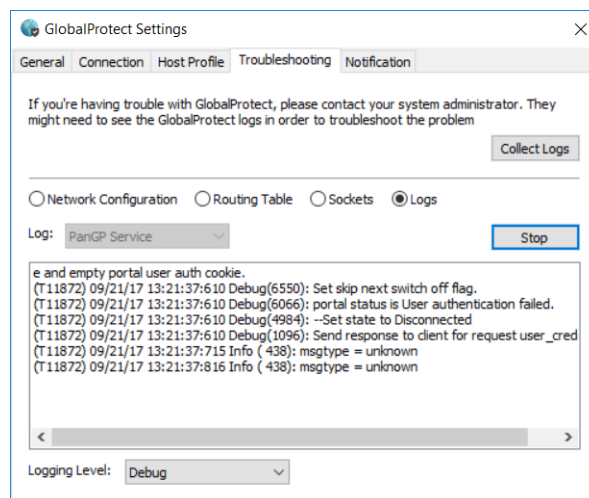 GlobalProtect Settings
General Connection Host Profile Troubleshooting Notification
If you're having trouble with GlobalProtect, please contact your system administrator. They
might need to see the GlobalProtect logs in order to troubleshoot the problem
Collect Logs
Network Configuration Routing Table Sockets Logs
Log: PanGP Service Stop
e and empty portal user auth cookie.
(T11872) 09/21/17 13:21:37:610 Debug(6550): Set skip next switch off flag.
(T11872) 09/21/17 13:21:37:610 Debug(6066): portal status is User authentication failed.
(T11872) 09/21/17 13:21:37:610 Debug(4984): --Set state to Disconnected
(T11872) 09/21/17 13:21:37:610 Debug(1096): Send response to client for request user_cred
(T11872) 09/21/17 13:21:37:715 Info ( 438): msgtype = unknown
(T11872) 09/21/17 13:21:37:816 Info ( 438): msgtype = unknown
Logging Level: Debug